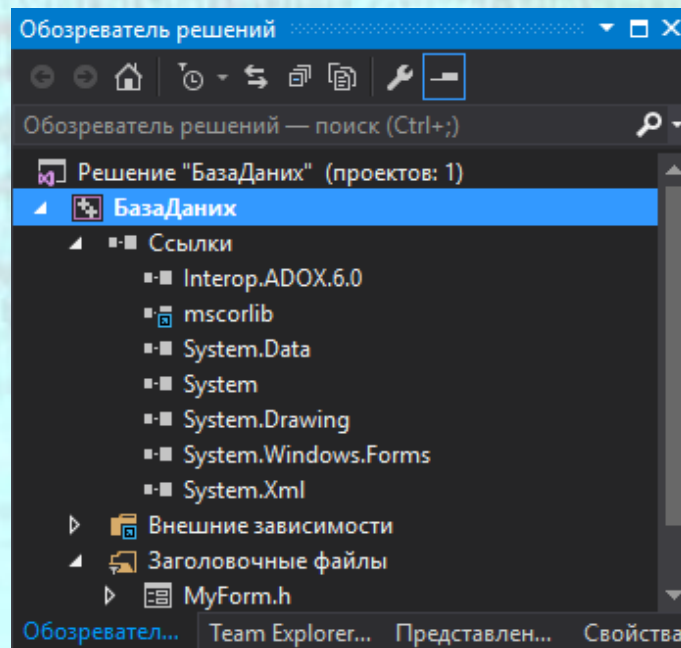 Обозреватель решений
Обозреватель решений — поиск (Ctrl+;)
Решение "БазаДаних" (проектов: 1)
БазаДаних
Ссылки
Interop.ADOX.6.0
mscorlib
System.Data
System
System.Drawing
System.Windows.Forms
System.Xml
Внешние зависимости
Заголовочные файлы
MyForm.h
Обозревател... Team Explorer... Представлен... Свойства